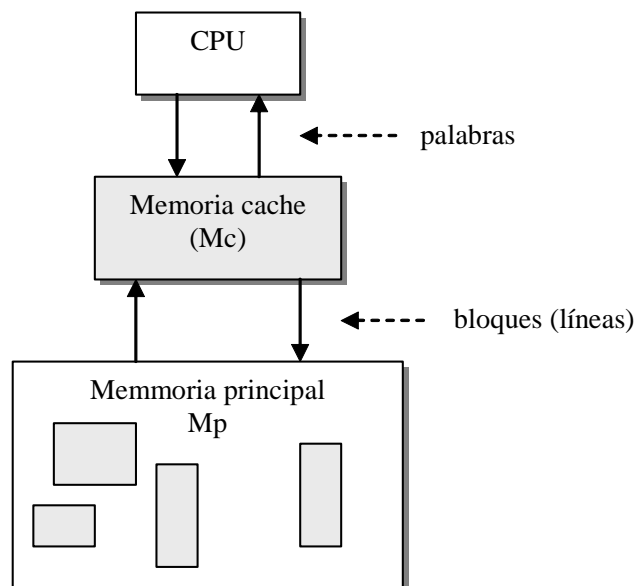 CPU
palabras
Memoria cache
(Mc)
bloques (líneas)
Memmoria principal
Mp